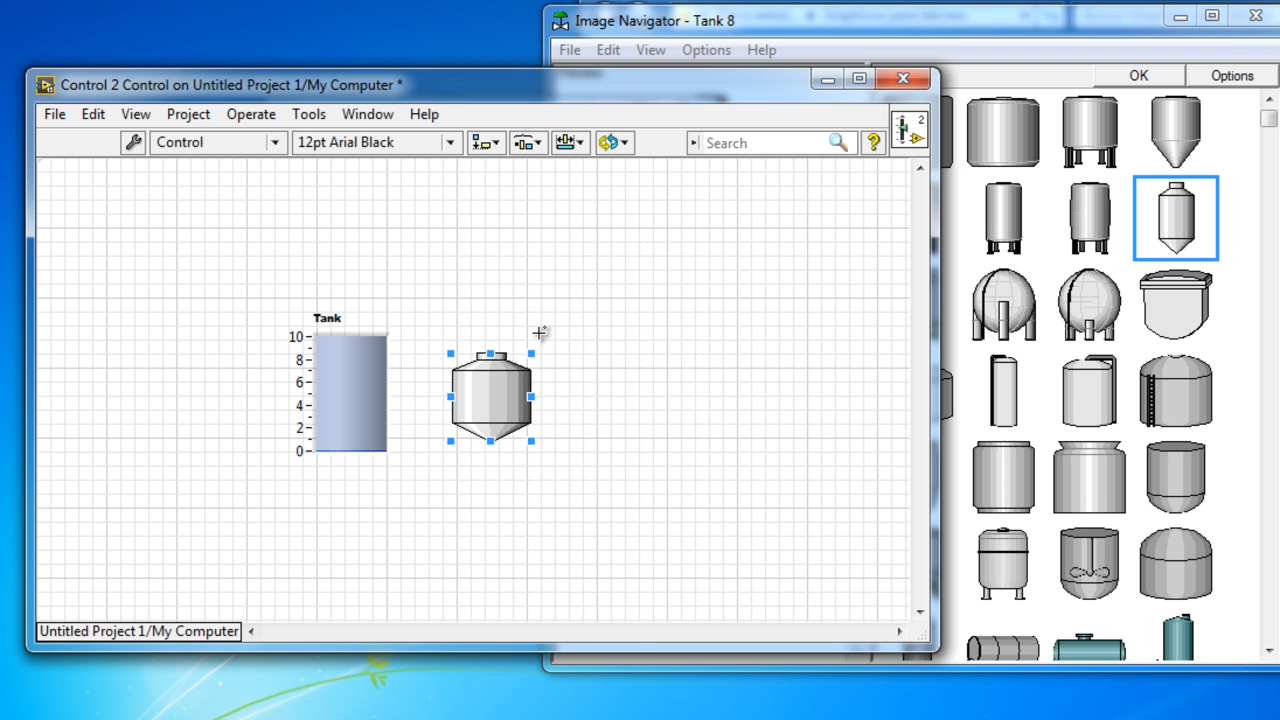 Image Navigator - Tank 8
File Edit View Options Help
OK Options
Control 2 Control on Untitled Project 1/My Computer *
File Edit View Project Operate Tools Window Help
Control 12pt Arial Black Search ? 2
Tank
10
8
6
4
2
0
Untitled Project 1/My Computer